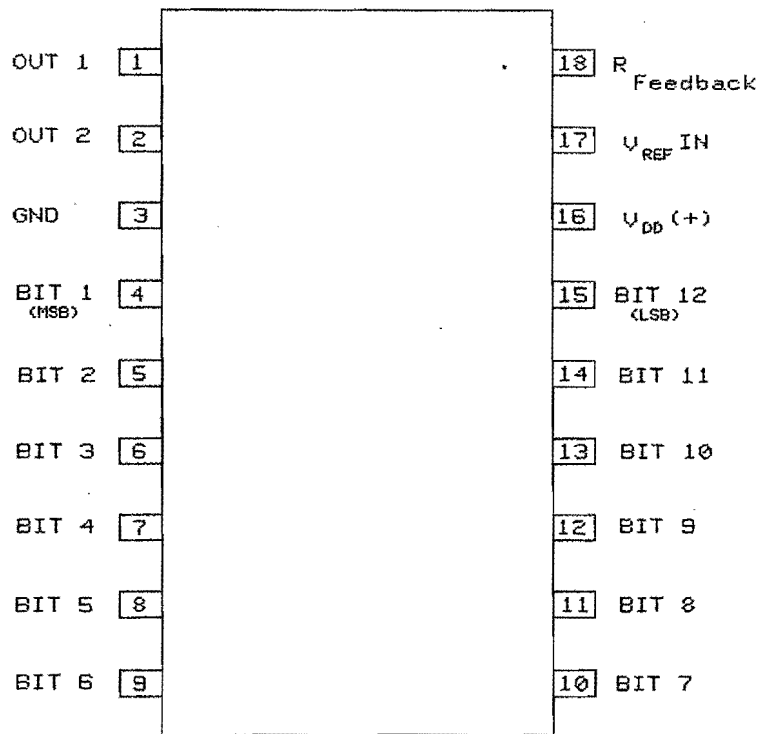 OUT 1 1 18 R Feedback
OUT 2 2 17 VREF IN
GND 3 16 VDD (+)
BIT 1 4 15 BIT 12
(MSB) (LSB)
BIT 2 5 14 BIT 11
BIT 3 6 13 BIT 10
BIT 4 7 12 BIT 9
BIT 5 8 11 BIT 8
BIT 6 9 10 BIT 7